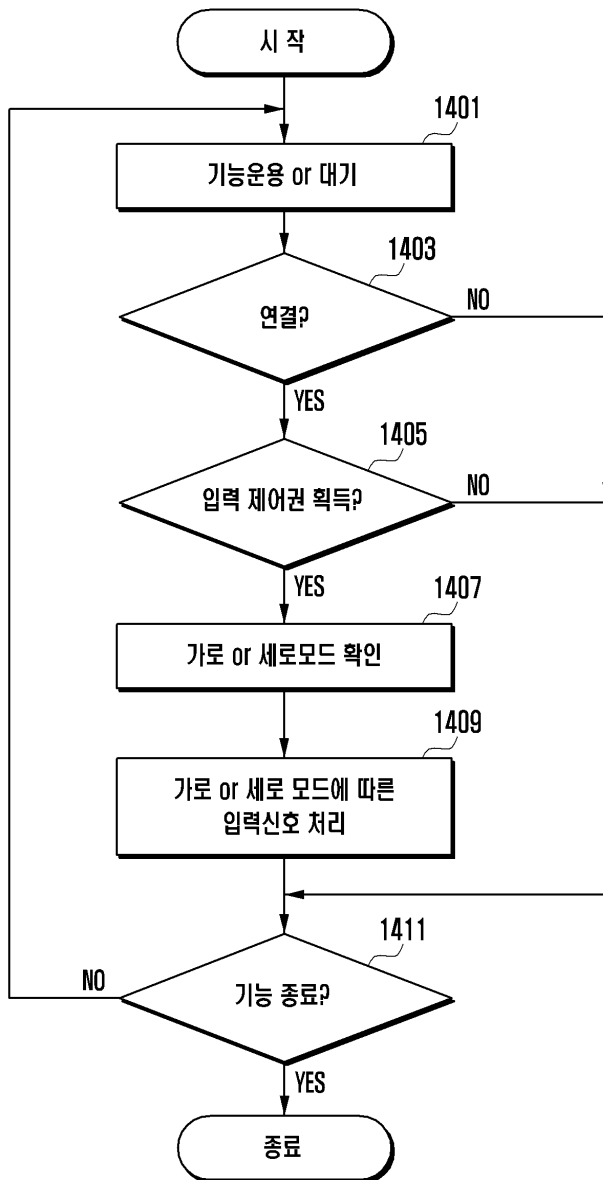 시 작
1401
기능운용 or 대기
1403
연결?
NO
YES
1405
입력 제어권 획득?
NO
YES
1407
가로 or 세로모드 확인
1409
가로 or 세로 모드에 따른
입력신호 처리
1411
기능 종료?
NO
YES
종료